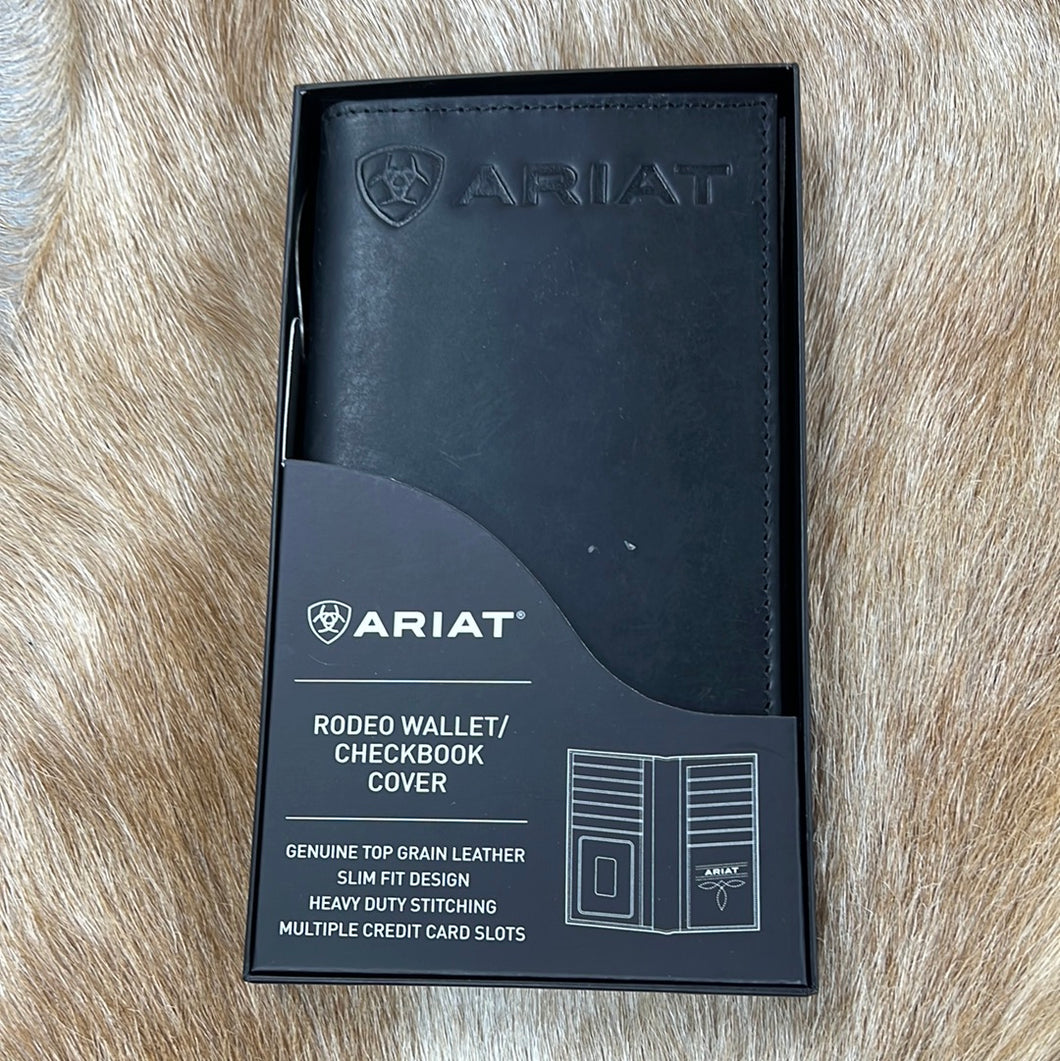 ARIAT
ARIAT®
RODEO WALLET/
CHECKBOOK
COVER
GENUINE TOP GRAIN LEATHER
SLIM FIT DESIGN
HEAVY DUTY STITCHING
MULTIPLE CREDIT CARD SLOTS
ARIAT